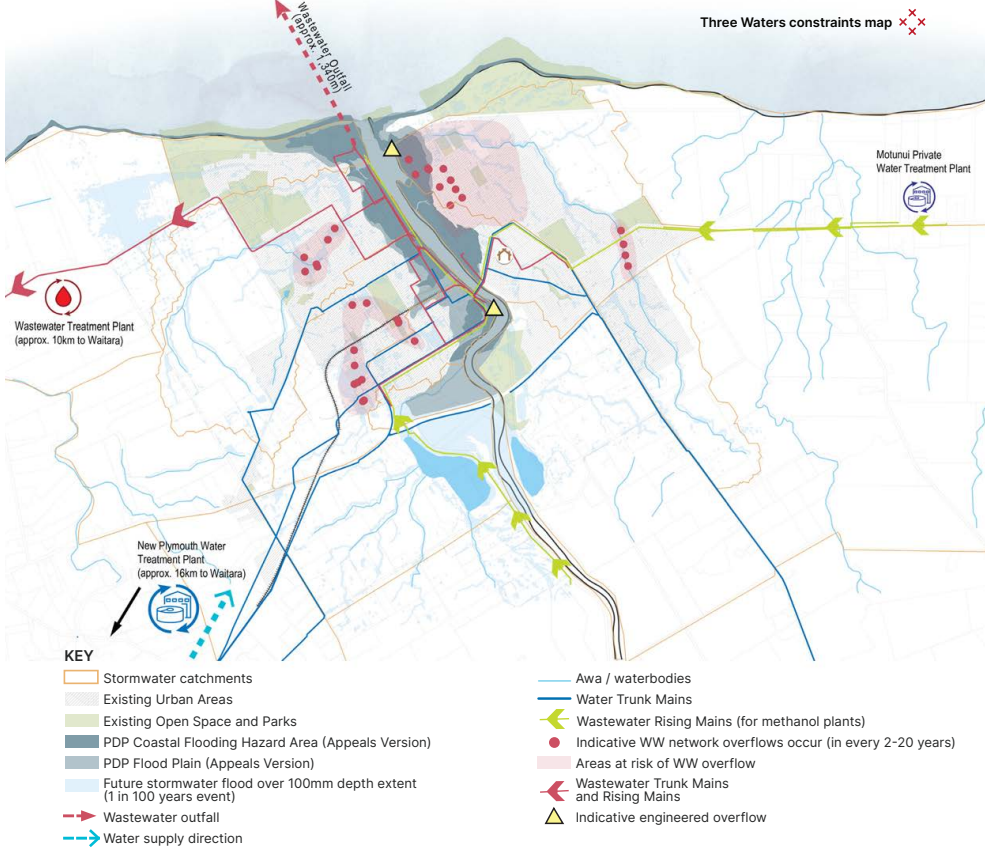 Three Waters constraints map
Wastewater Outfall
(approx. 1,340m)
Motunui Private
Water Treatment Plant
Wastewater Treatment Plant
(approx. 10km to Waitara)
New Plymouth Water
Treatment Plant
(approx. 16km to Waitara)
KEY
Stormwater catchments
Existing Urban Areas
Existing Open Space and Parks
PDP Coastal Flooding Hazard Area (Appeals Version)
PDP Flood Plain (Appeals Version)
Future stormwater flood over 100mm depth extent
(1 in 100 years event)
Wastewater outfall
Water supply direction
Awa / waterbodies
Water Trunk Mains
Wastewater Rising Mains (for methanol plants)
Indicative WW network overflows occur (in every 2-20 years)
Areas at risk of WW overflow
Wastewater Trunk Mains
and Rising Mains
Indicative engineered overflow